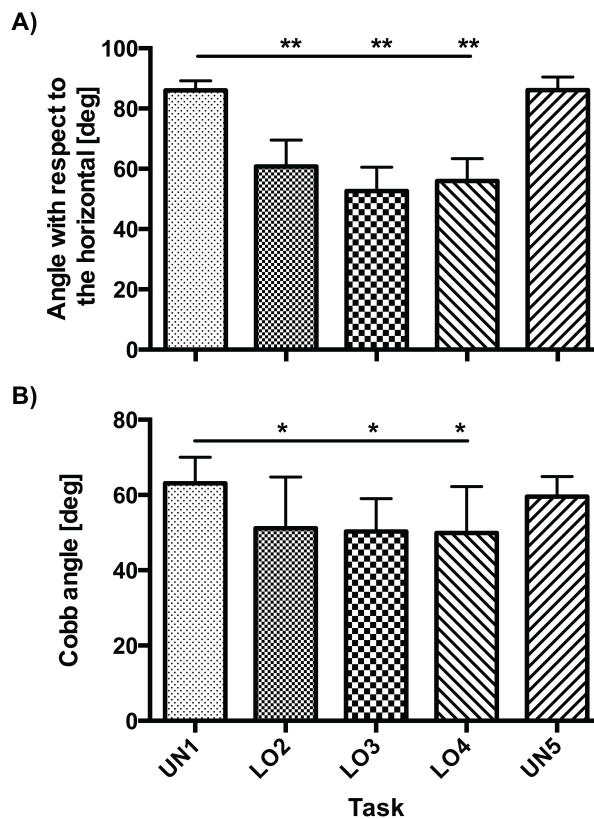 A)
Angle with respect to
the horizontal [deg]
100
80
60
40
20
0
** ** **
B)
Cobb angle [deg]
80
60
40
20
0
* * *
UN1 LO2 LO3 LO4 UN5
Task